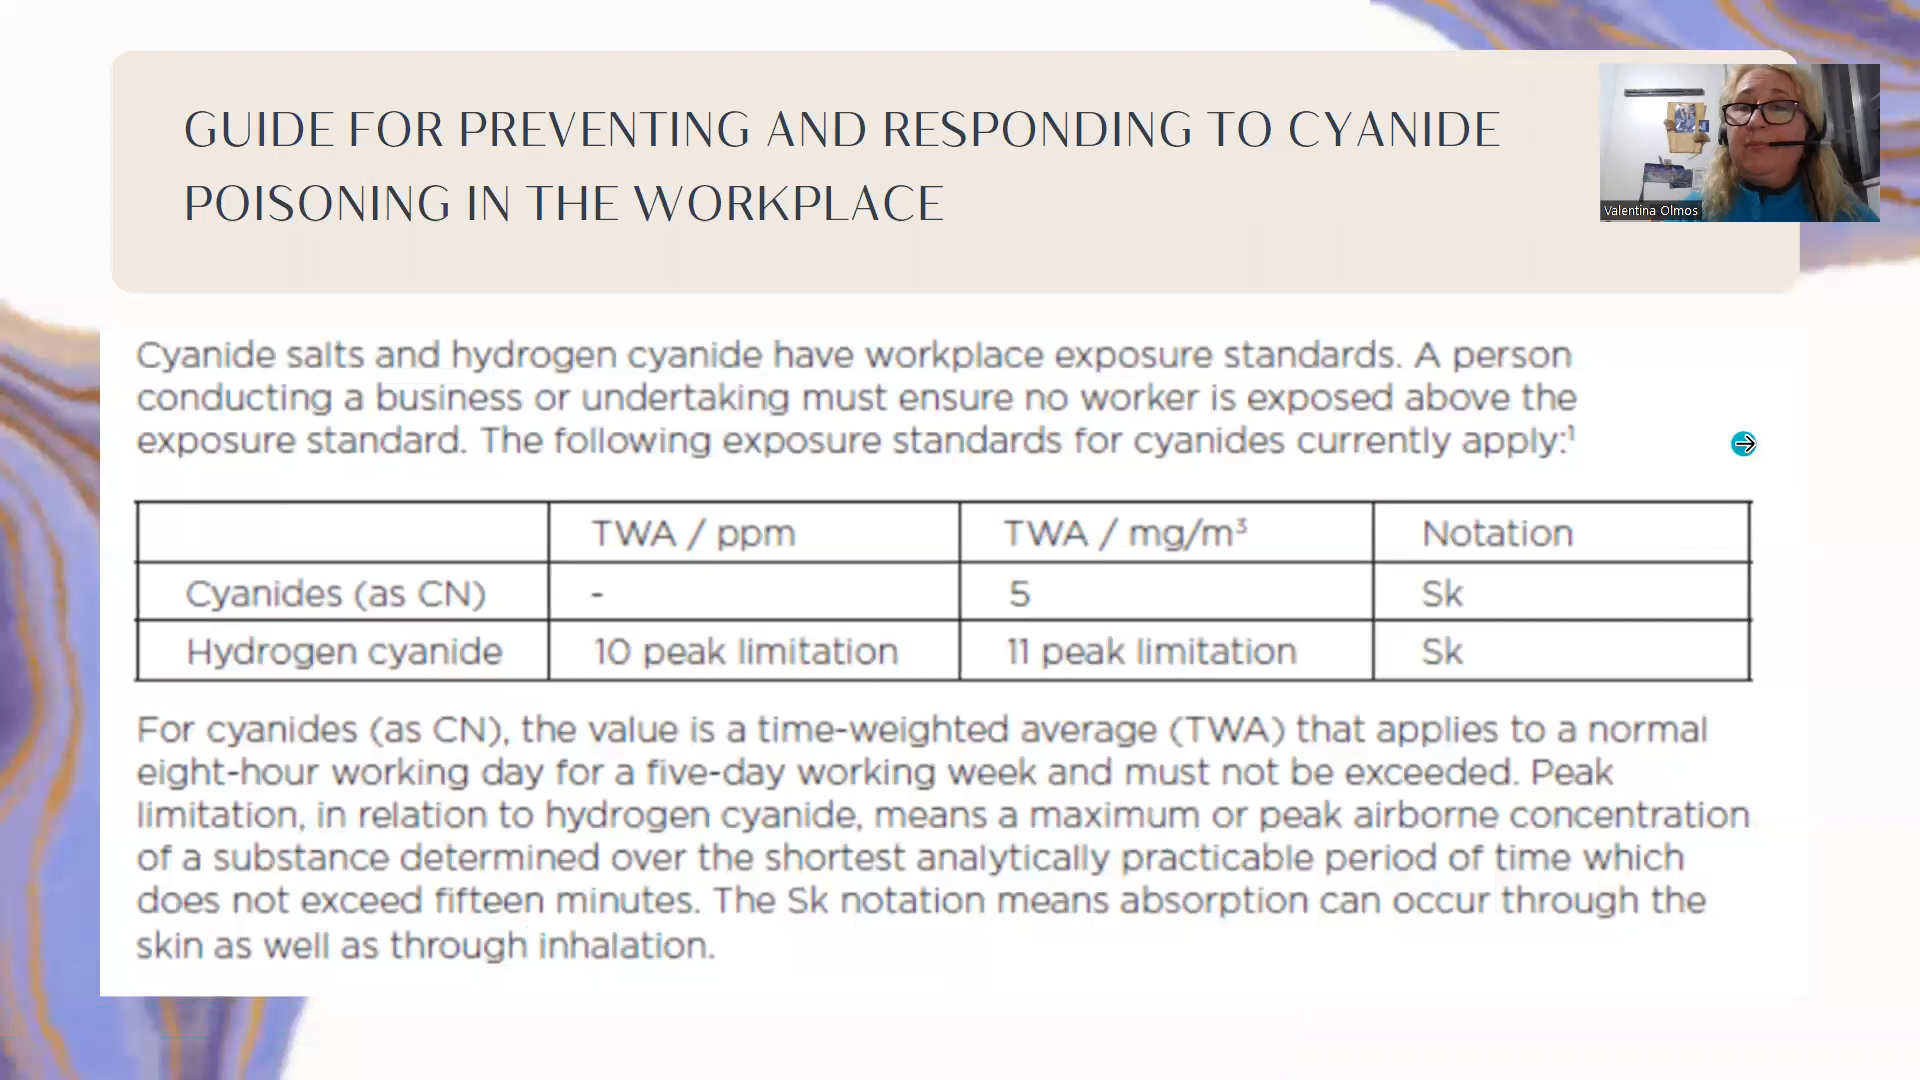 GUIDE FOR PREVENTING AND RESPONDING TO CYANIDE
POISONING IN THE WORKPLACE
Valentina Olmos
Cyanide salts and hydrogen cyanide have workplace exposure standards. A person
conducting a business or undertaking must ensure no worker is exposed above the
exposure standard. The following exposure standards for cyanides currently apply:¹
TWA / ppm TWA / mg/m³ Notation
Cyanides (as CN) - 5 Sk
Hydrogen cyanide 10 peak limitation 11 peak limitation Sk
For cyanides (as CN), the value is a time-weighted average (TWA) that applies to a normal
eight-hour working day for a five-day working week and must not be exceeded. Peak
limitation, in relation to hydrogen cyanide, means a maximum or peak airborne concentration
of a substance determined over the shortest analytically practicable period of time which
does not exceed fifteen minutes. The Sk notation means absorption can occur through the
skin as well as through inhalation.